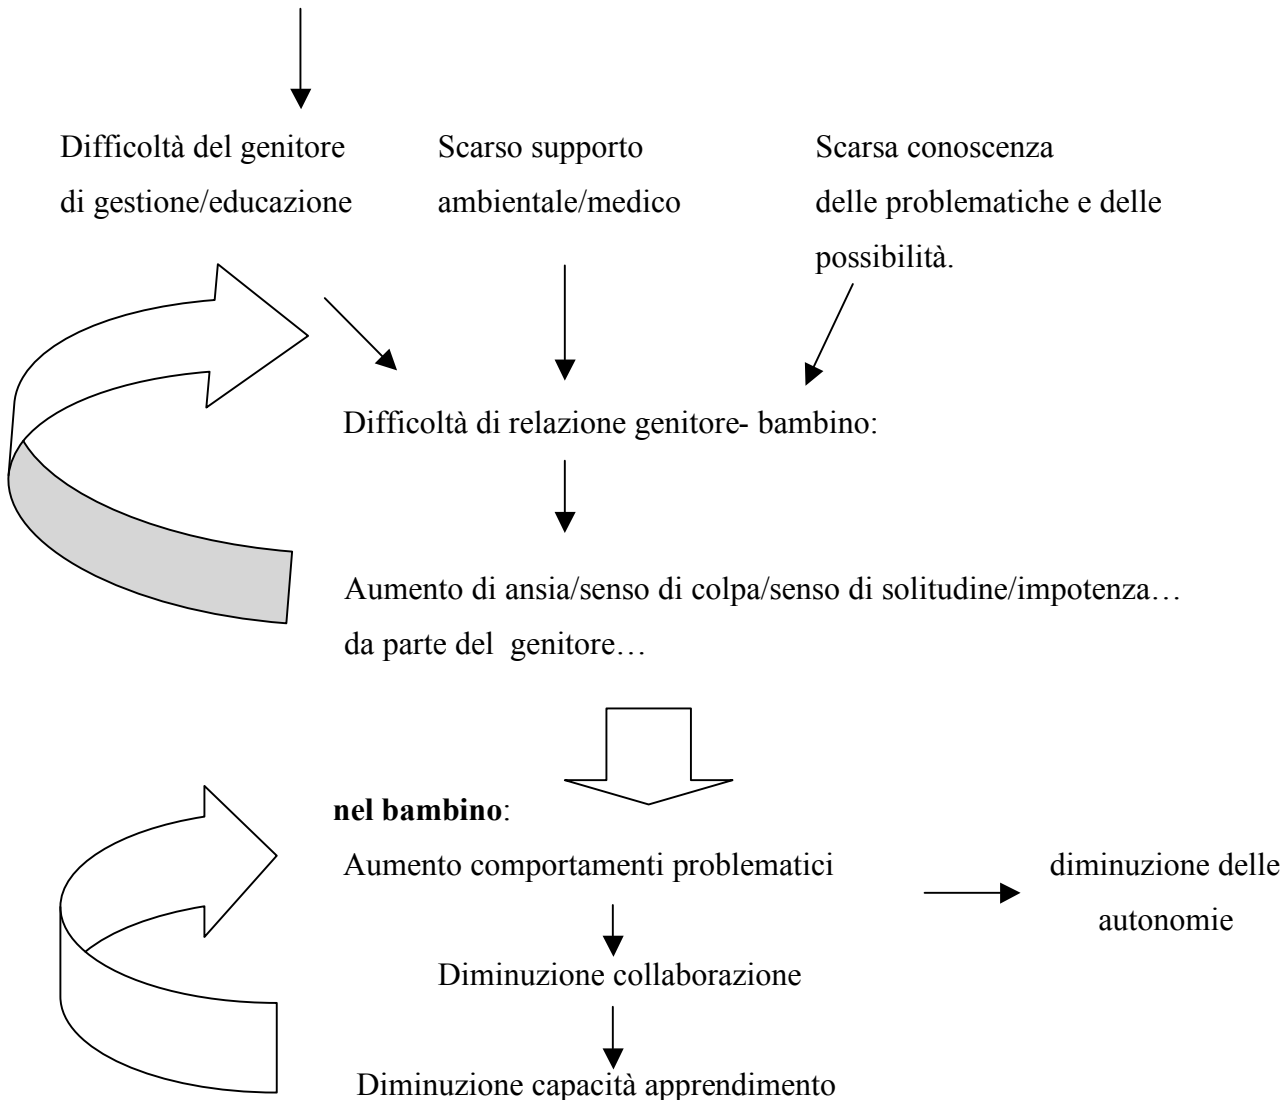 Difficoltà del genitore
di gestione/educazione
Scarso supporto
ambientale/medico
Scarsa conoscenza
delle problematiche e delle
possibilità.
Difficoltà di relazione genitore- bambino:
Aumento di ansia/senso di colpa/senso di solitudine/impotenza…
da parte del  genitore…
nel bambino:
Aumento comportamenti problematici
diminuzione delle
autonomie
Diminuzione collaborazione
Diminuzione capacità apprendimento